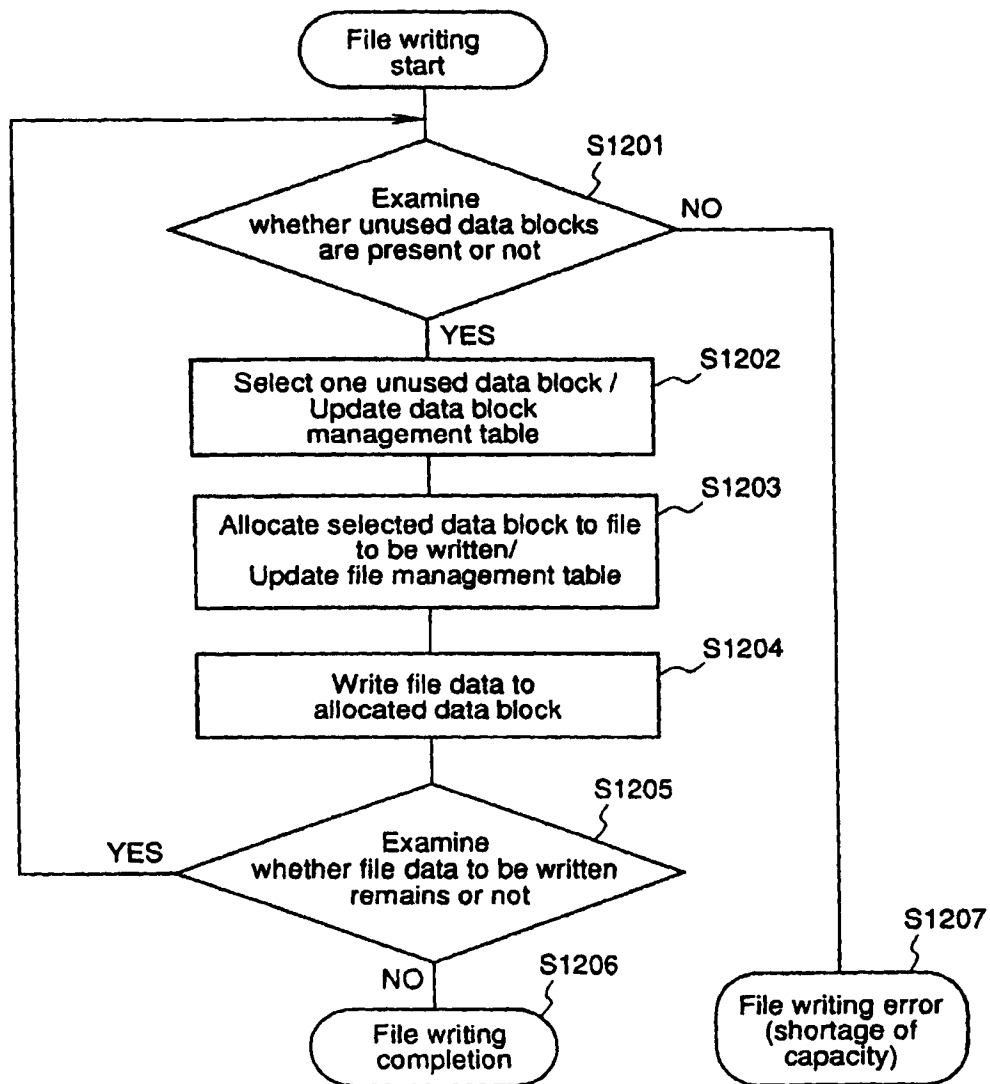 File writing
start
S1201
Examine
whether unused data blocks
are present or not
NO
YES
S1202
Select one unused data block /
Update data block
management table
S1203
Allocate selected data block to file
to be written/
Update file management table
S1204
Write file data to
allocated data block
S1205
Examine
whether file data to be written
remains or not
YES
NO
S1206
File writing
completion
S1207
File writing error
(shortage of
capacity)